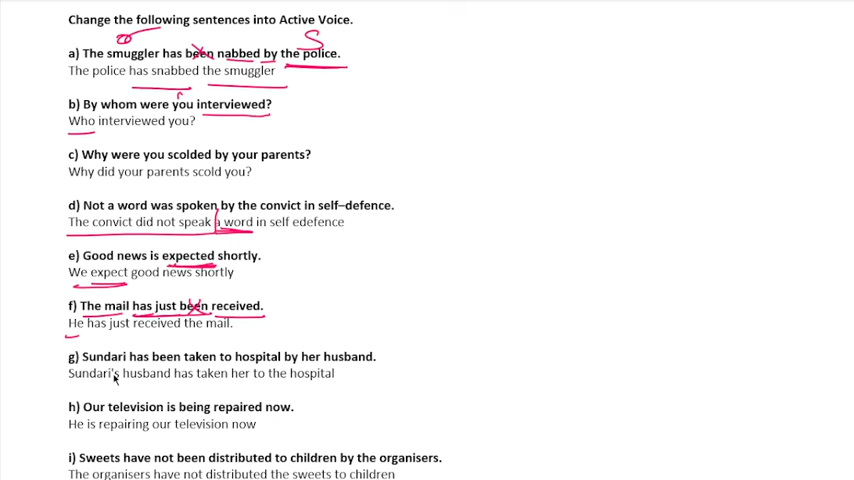 Change the following sentences into Active Voice.
S
a) The smuggler has been nabbed by the police.
The police has snabbed the smuggler
b) By whom were you interviewed?
Who interviewed you?
c) Why were you scolded by your parents?
Why did your parents scold you?
d) Not a word was spoken by the convict in self–defence.
The convict did not speak a word in self edefence
e) Good news is expected shortly.
We expect good news shortly
f) The mail has just been received.
He has just received the mail.
g) Sundari has been taken to hospital by her husband.
Sundari's husband has taken her to the hospital
h) Our television is being repaired now.
He is repairing our television now
i) Sweets have not been distributed to children by the organisers.
The organisers have not distributed the sweets to children